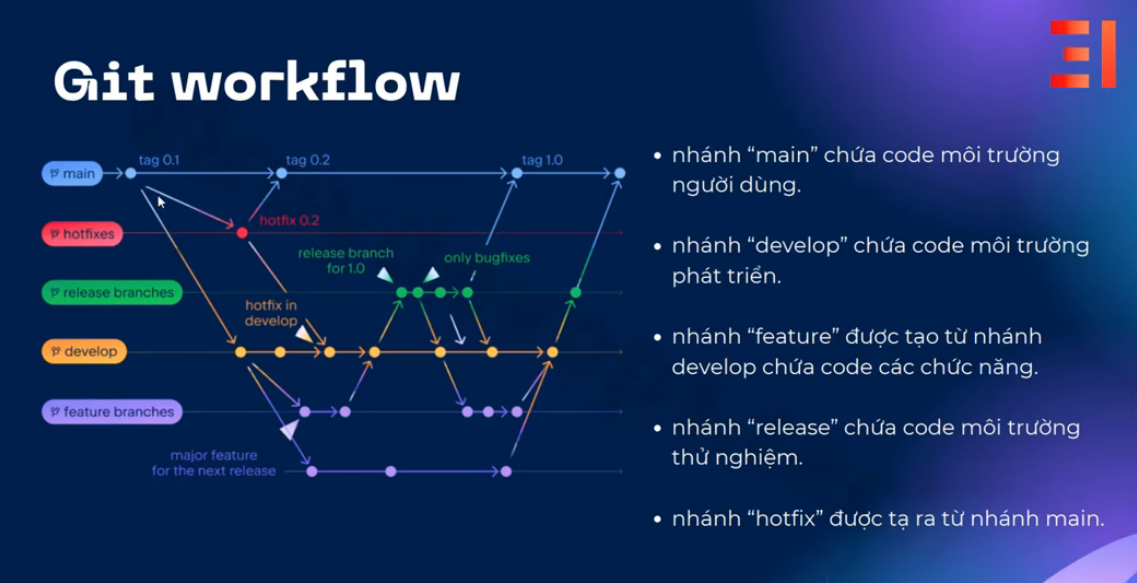 Git workflow
tag 0.1
tag 0.2
tag 1.0
main
hotfix 0.2
hotfixes
release branch
for 1.0
only bugfixes
release branches
hotfix in
develop
develop
feature branches
major feature
for the next release
• nhánh “main” chứa code môi trường
người dùng.
• nhánh “develop” chứa code môi trường
phát triển.
• nhánh “feature” được tạo từ nhánh
develop chứa code các chức năng.
• nhánh “release” chứa code môi trường
thử nghiệm.
• nhánh “hotfix” được tạ ra từ nhánh main.